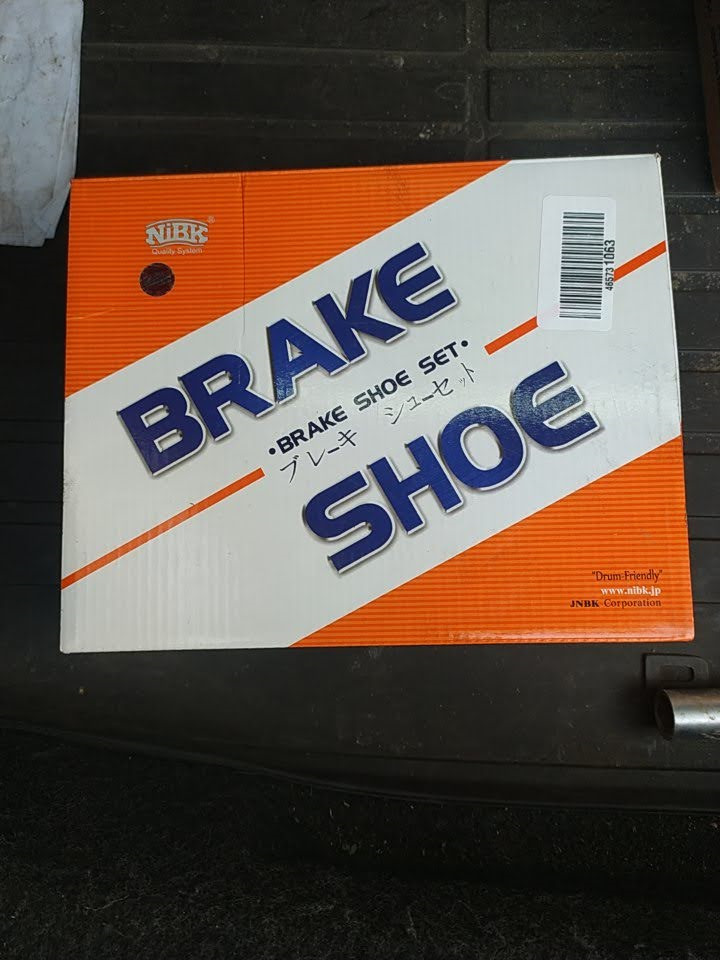 NiBK®
Quality System
BRAKE
•BRAKE SHOE SET•
ブレーキ シューセット
SHOE
46573 1063
"Drum-Friendly"
www.nibk.jp
JNBK Corporation